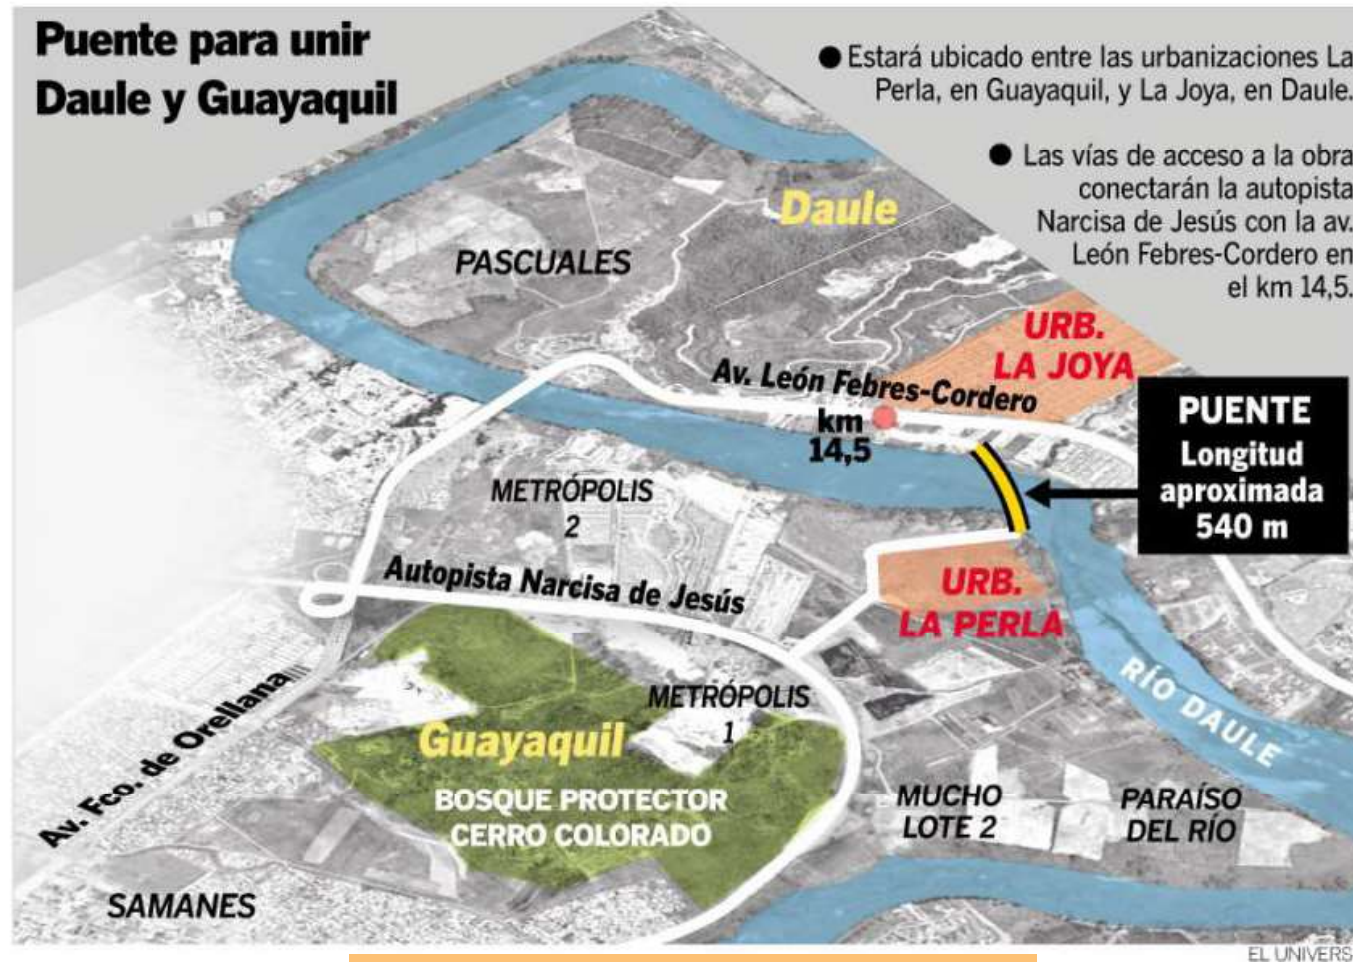 Puente para unir
Daule y Guayaquil
● Estará ubicado entre las urbanizaciones La
Perla, en Guayaquil, y La Joya, en Daule.
● Las vías de acceso a la obra
conectarán la autopista
Narcisa de Jesús con la av.
León Febres-Cordero en
el km 14,5.
Daule
PASCUALES
URB.
LA JOYA
Av. León Febres-Cordero
km
14,5
PUENTE
Longitud
aproximada
540 m
METRÓPOLIS
2
Autopista Narcisa de Jesús
URB.
LA PERLA
RÍO DAULE
METRÓPOLIS
1
Av. Fco. de Orellana
Guayaquil
BOSQUE PROTECTOR
CERRO COLORADO
MUCHO
LOTE 2
PARAÍSO
DEL RÍO
SAMANES
EL UNIVERS